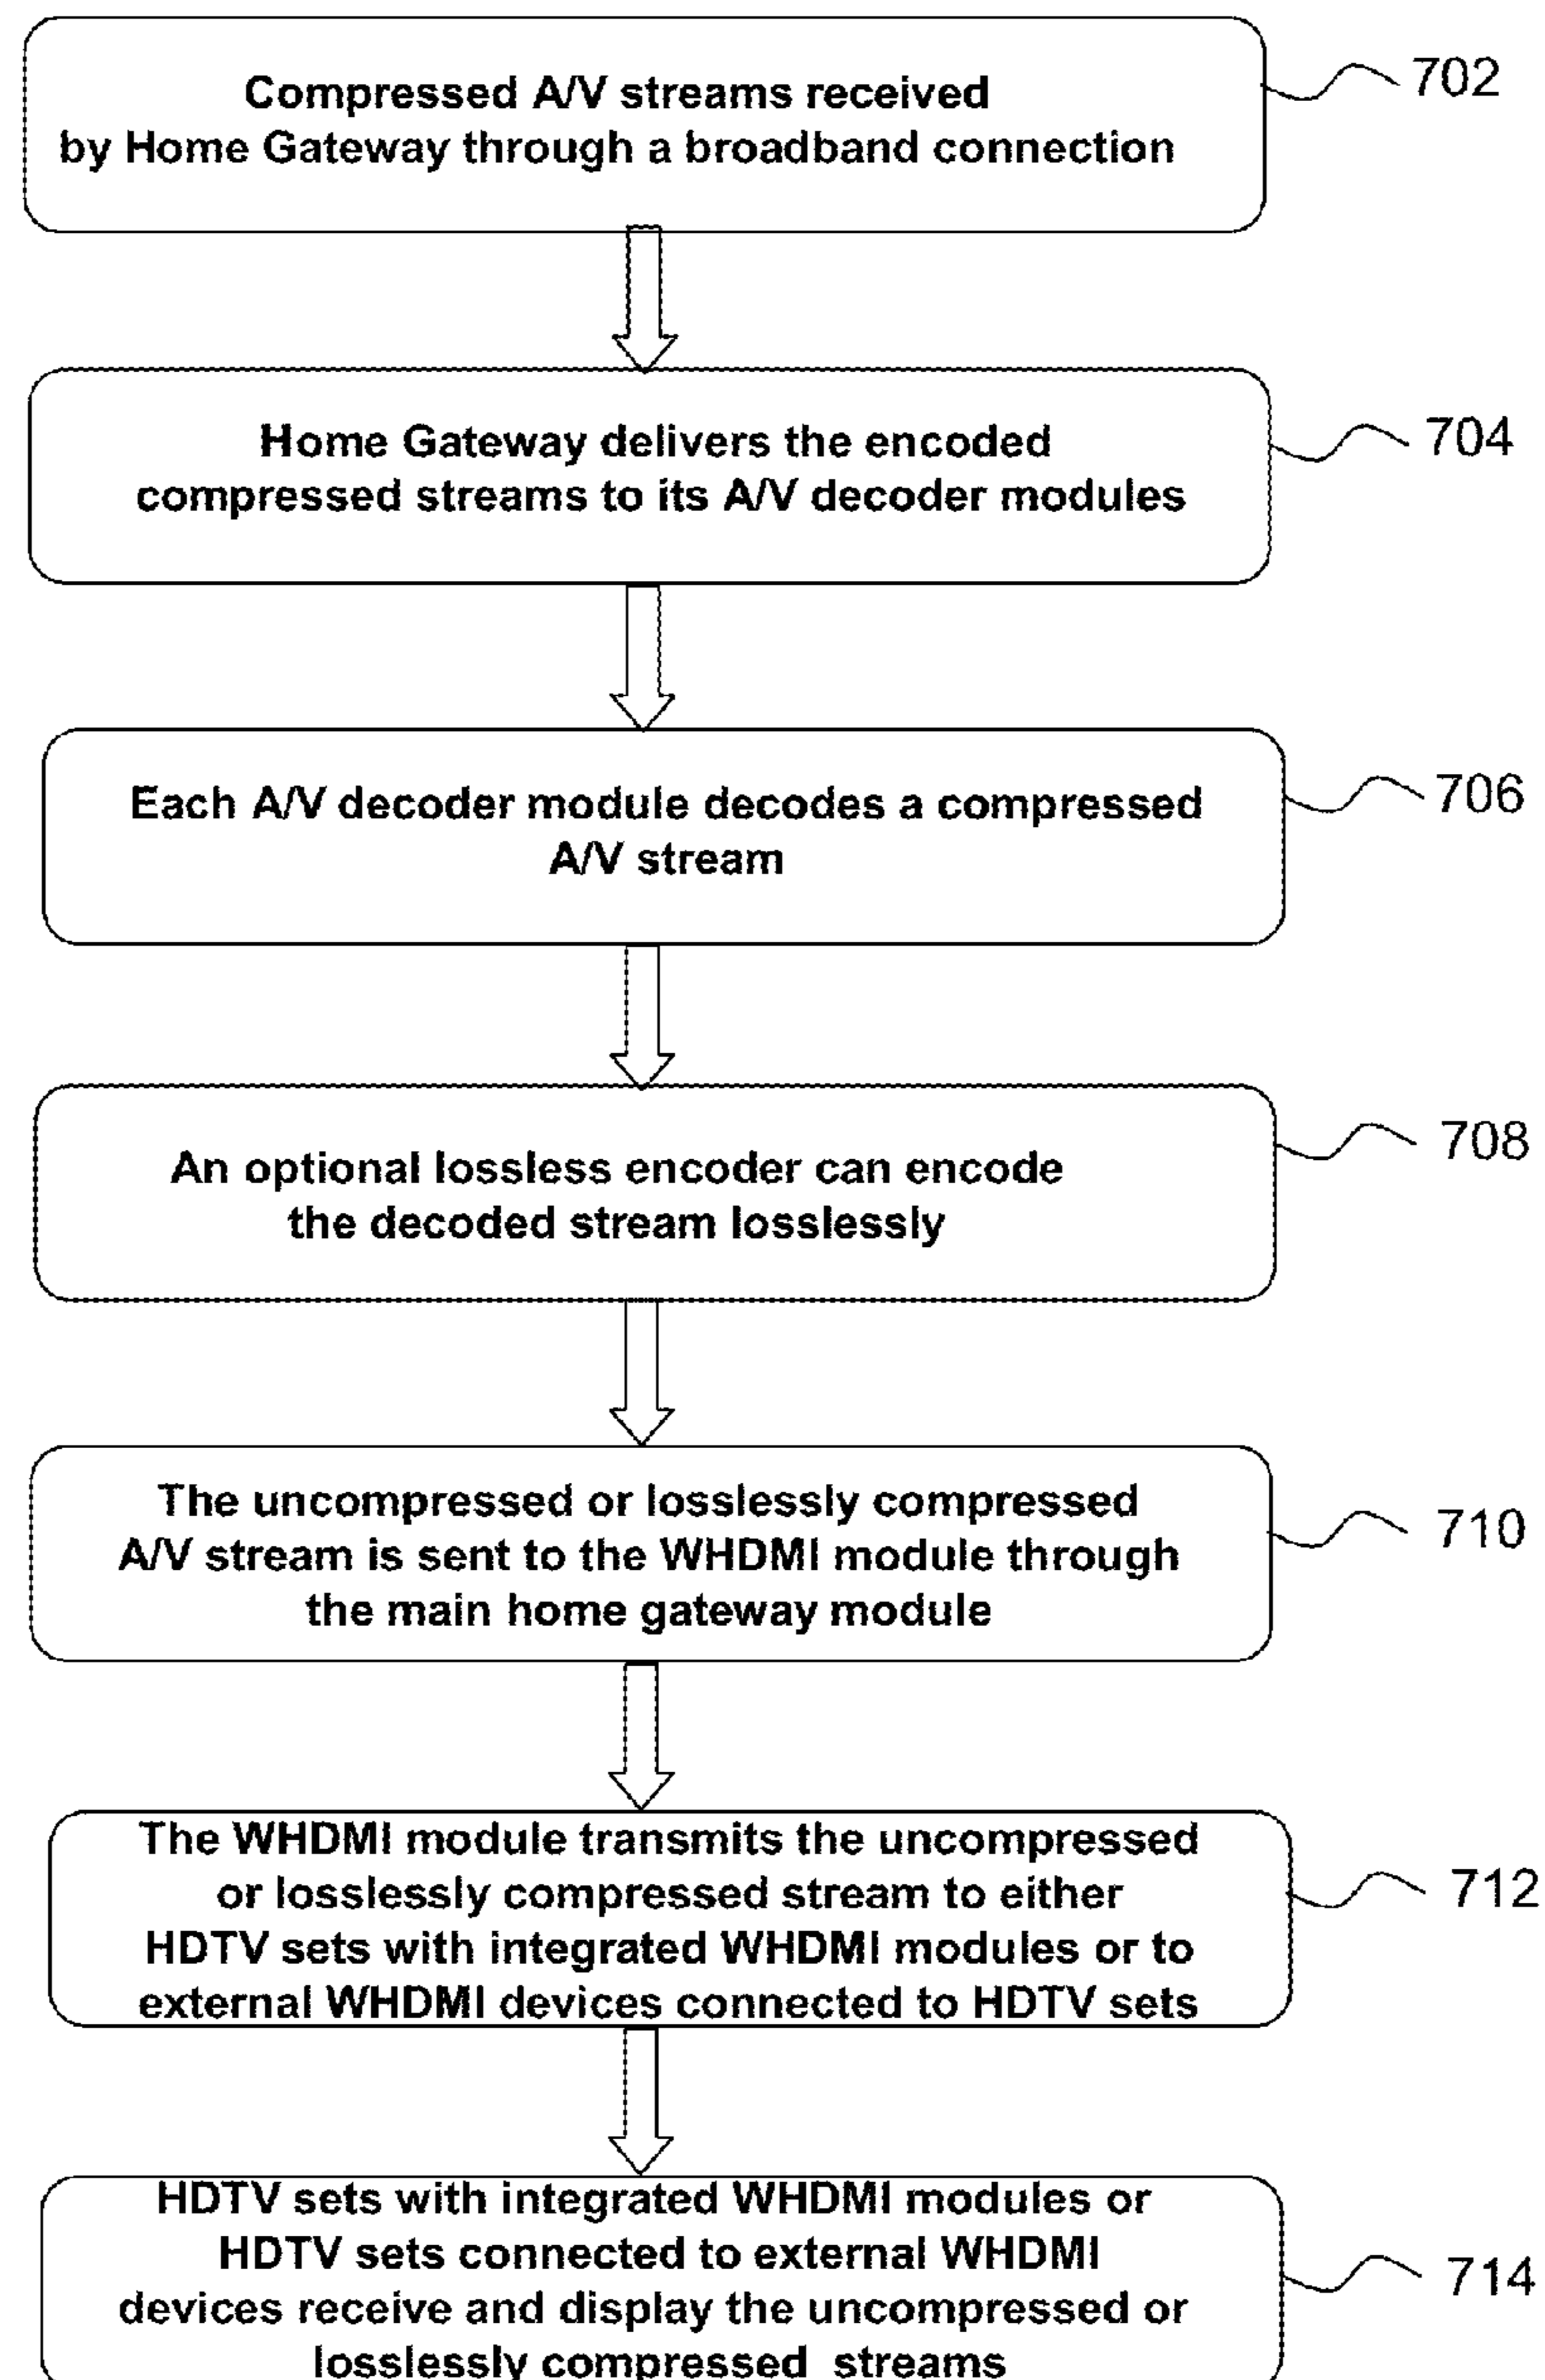 Compressed A/V streams received
by Home Gateway through a broadband connection
702
Home Gateway delivers the encoded
compressed streams to its A/V decoder modules
704
Each A/V decoder module decodes a compressed
A/V stream
706
An optional lossless encoder can encode
the decoded stream losslessly
708
The uncompressed or losslessly compressed
A/V stream is sent to the WHDMI module through
the main home gateway module
710
The WHDMI module transmits the uncompressed
or losslessly compressed stream to either
HDTV sets with integrated WHDMI modules or to
external WHDMI devices connected to HDTV sets
712
HDTV sets with integrated WHDMI modules or
HDTV sets connected to external WHDMI
devices receive and display the uncompressed or
losslessly compressed streams
714